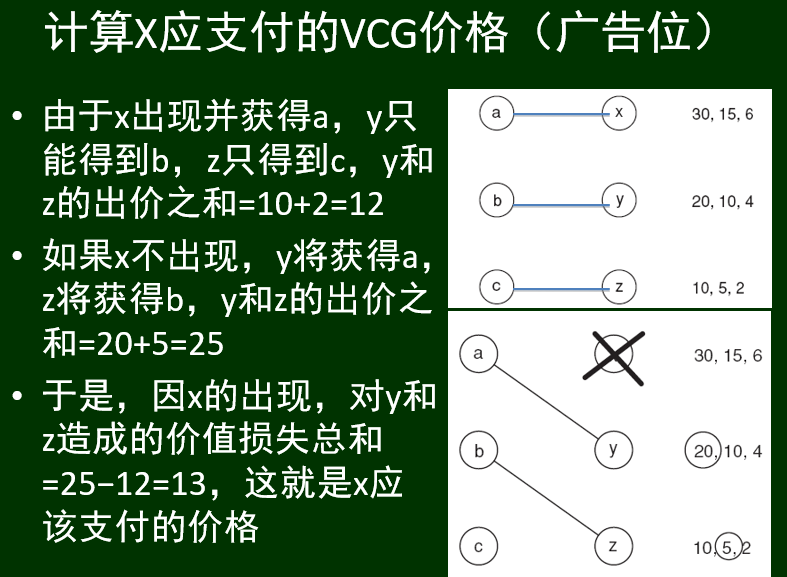 计算X应支付的VCG价格（广告位）
• 由于x出现并获得a，y只
能得到b，z只得到c，y和
z的出价之和=10+2=12
• 如果x不出现，y将获得a，
z将获得b，y和z的出价之
和=20+5=25
• 于是，因x的出现，对y和
z造成的价值损失总和
=25−12=13，这就是x应
该支付的价格
a x 30, 15, 6
b y 20, 10, 4
c z 10, 5, 2
a 30, 15, 6
b y 20, 10, 4
c z 10, 5, 2